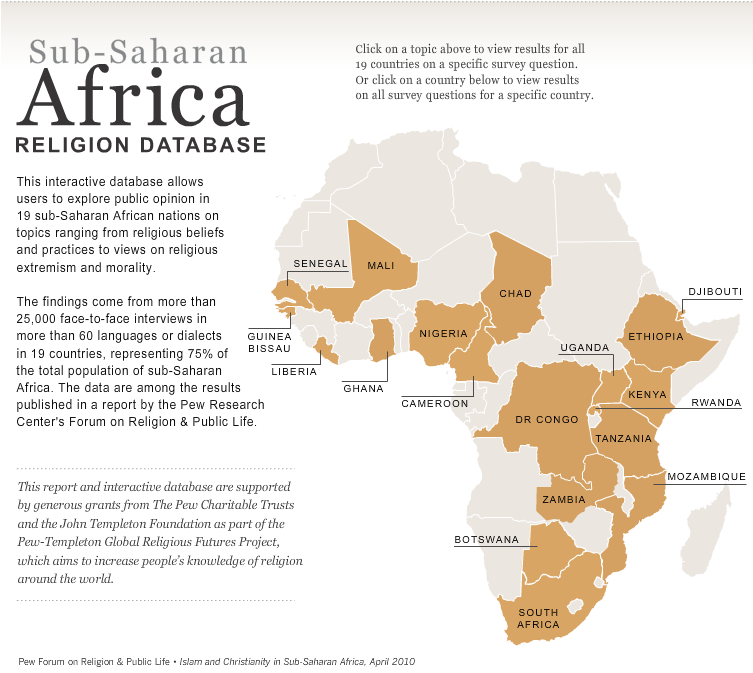 Sub-Saharan
Africa
RELIGION DATABASE
Click on a topic above to view results for all
19 countries on a specific survey question.
Or click on a country below to view results
on all survey questions for a specific country.
This interactive database allows
users to explore public opinion in
19 sub-Saharan African nations on
topics ranging from religious beliefs
and practices to views on religious
extremism and morality.
The findings come from more than
25,000 face-to-face interviews in
more than 60 languages or dialects
in 19 countries, representing 75% of
the total population of sub-Saharan
Africa. The data are among the results
published in a report by the Pew Research
Center's Forum on Religion & Public Life.
This report and interactive database are supported
by generous grants from The Pew Charitable Trusts
and the John Templeton Foundation as part of the
Pew-Templeton Global Religious Futures Project,
which aims to increase people's knowledge of religion
around the world.
SENEGAL
MALI
CHAD
DJIBOUTI
GUINEA
BISSAU
NIGERIA
UGANDA
ETHIOPIA
LIBERIA
GHANA
CAMEROON
KENYA
RWANDA
DR CONGO
TANZANIA
MOZAMBIQUE
ZAMBIA
BOTSWANA
SOUTH
AFRICA
Pew Forum on Religion & Public Life • Islam and Christianity in Sub-Saharan Africa, April 2010